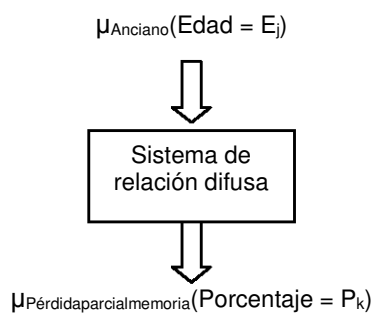 μAnciano(Edad = Ej)
Sistema de
relación difusa
μPérdidaparcialmemoria(Porcentaje = Pk)